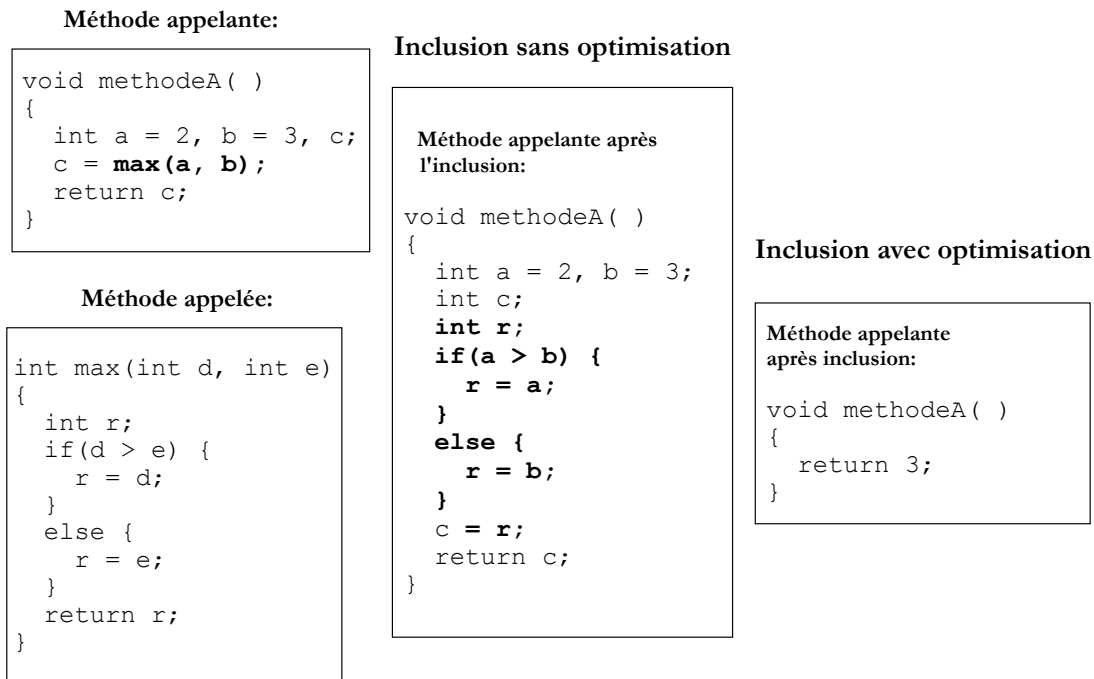 Méthode appelante:
void methodeA( )
{
  int a = 2, b = 3, c;
  c = max(a, b);
  return c;
}
Méthode appelée:
int max(int d, int e)
{
  int r;
  if(d > e) {
    r = d;
  }
  else {
    r = e;
  }
  return r;
}
Inclusion sans optimisation
Méthode appelante après
l'inclusion:
void methodeA( )
{
  int a = 2, b = 3;
  int c;
  int r;
  if(a > b) {
    r = a;
  }
  else {
    r = b;
  }
  c = r;
  return c;
}
Inclusion avec optimisation
Méthode appelante
après inclusion:
void methodeA( )
{
  return 3;
}